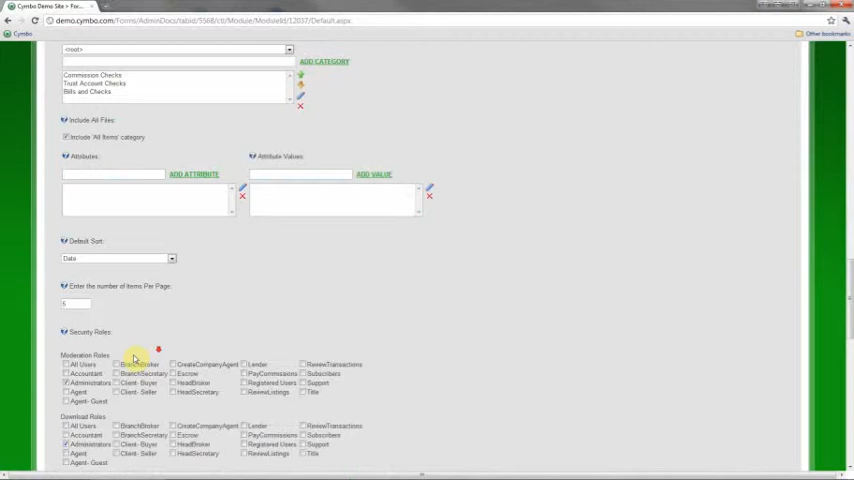 Cymbo Demo Site > For...
demo.cymbo.com/Forms/AdminDocs/tabid/5568/ctl/Module/ModuleId/12037/Default.aspx
Cymbo
Other bookmarks
<root>
ADD CATEGORY
Commission Checks
Trust Account Checks
Bills and Checks
Include All Files:
Include 'All Items' category
Attributes:
Attribute Values:
ADD ATTRIBUTE
ADD VALUE
Default Sort:
Date
Enter the number of Items Per Page:
5
Security Roles:
Moderation Roles
All Users BranchBroker CreateCompanyAgent Lender ReviewTransactions
Accountant BranchSecretary Escrow PayCommissions Subscribers
Administrators Client- Buyer HeadBroker Registered Users Support
Agent Client- Seller HeadSecretary ReviewListings Title
Agent- Guest
Download Roles
All Users BranchBroker CreateCompanyAgent Lender ReviewTransactions
Accountant BranchSecretary Escrow PayCommissions Subscribers
Administrators Client- Buyer HeadBroker Registered Users Support
Agent Client- Seller HeadSecretary ReviewListings Title
Agent- Guest